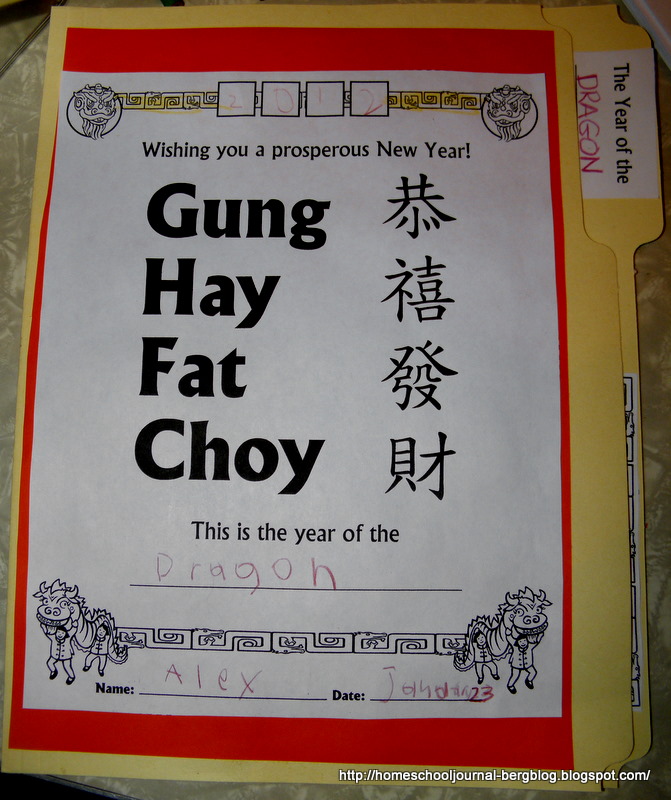 2012
Wishing you a prosperous New Year!
Gung 恭
Hay 禧
Fat 發
Choy 財
This is the year of the
Dragon
Name: Alex Date: 23
The Year of the
DRAGON
http://homeschooljournal-bergblog.blogspot.com/